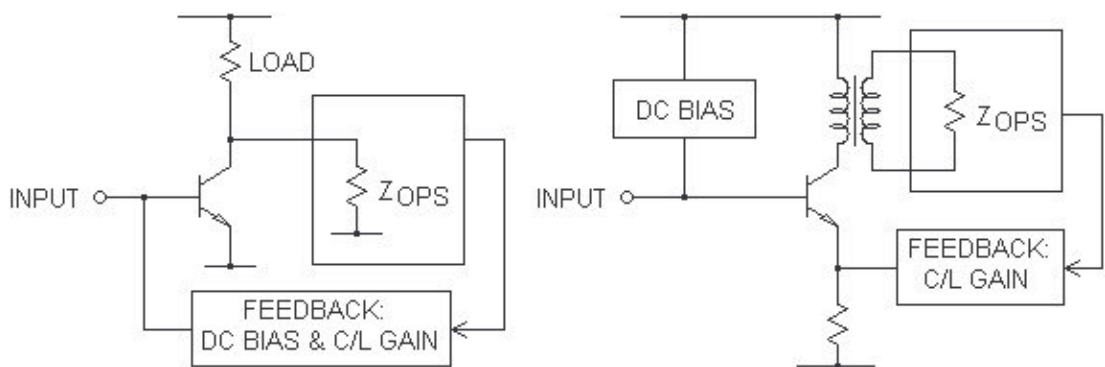 LOAD
INPUT
ZOPS
FEEDBACK:
DC BIAS & C/L GAIN
DC BIAS
INPUT
ZOPS
FEEDBACK:
C/L GAIN